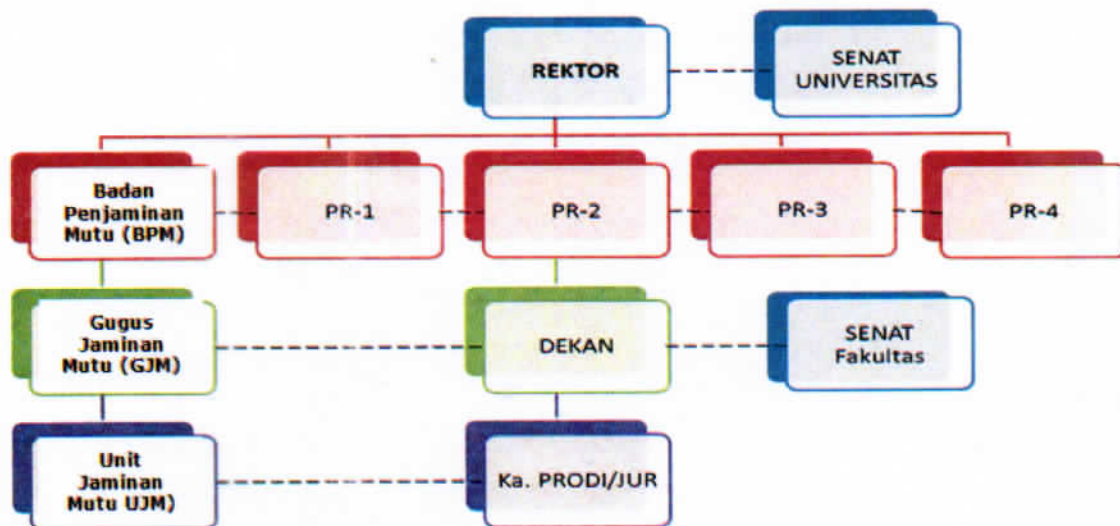 REKTOR
SENAT
UNIVERSITAS
Badan
Penjaminan
Mutu (BPM)
PR-1
PR-2
PR-3
PR-4
Gugus
Jaminan
Mutu (GJM)
DEKAN
SENAT
Fakultas
Unit
Jaminan
Mutu UJM)
Ka. PRODI/JUR